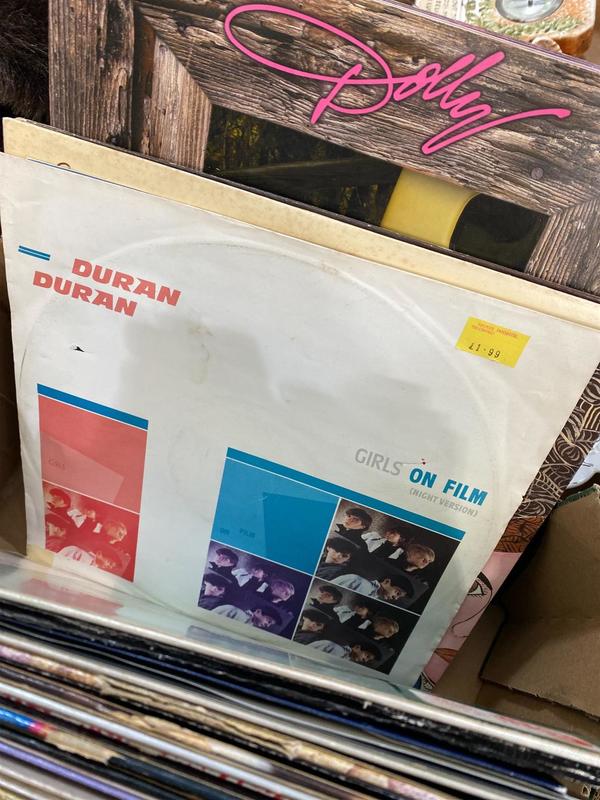 Dolly
DURAN
DURAN
£1.99
GIRLS ON FILM
(NIGHT VERSION)
GIRLS
ON FILM